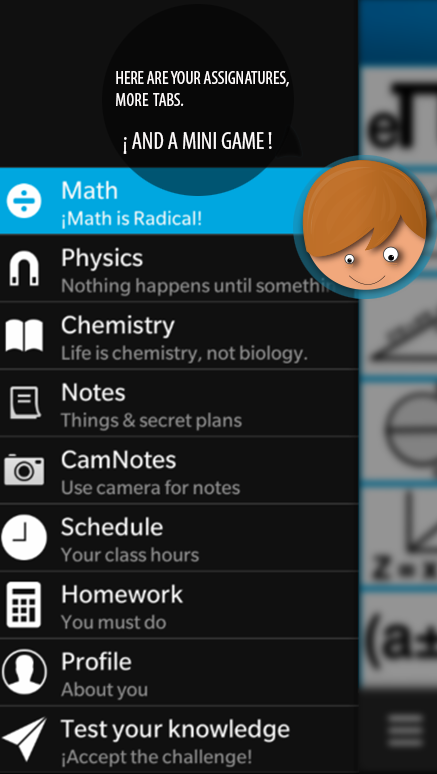 HERE ARE YOUR ASSIGNATURES,
MORE TABS.
¡ AND A MINI GAME !
Math
¡Math is Radical!
Physics
Nothing happens until somethi
Chemistry
Life is chemistry, not biology.
Notes
Things & secret plans
CamNotes
Use camera for notes
Schedule
Your class hours
Homework
You must do
Profile
About you
Test your knowledge
¡Accept the challenge!
z = x
(a±